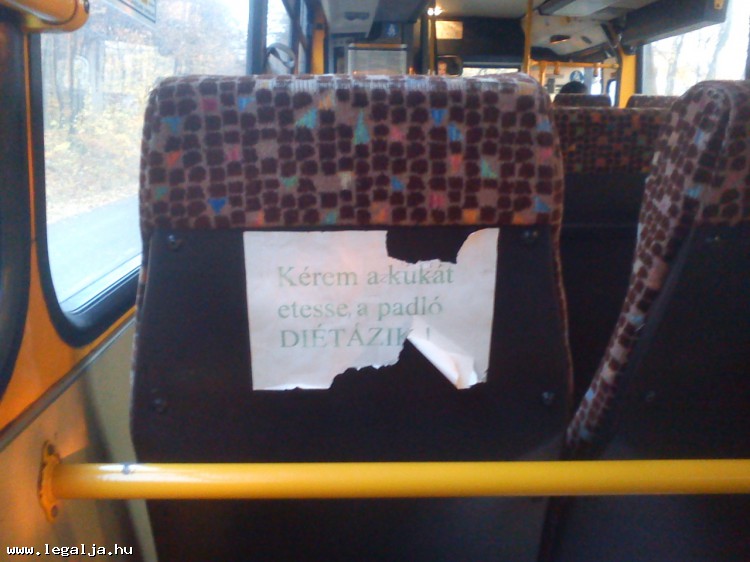 Kérem a kukát
etesse, a padló
DIÉTÁZIK !
www.legalja.hu